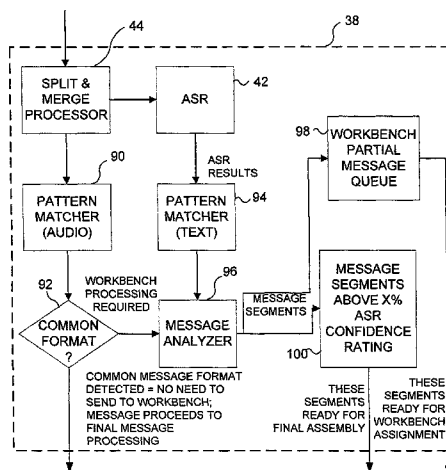 38
44
SPLIT &
MERGE
PROCESSOR
42
ASR
98
WORKBENCH
PARTIAL
MESSAGE
QUEUE
90
ASR
RESULTS
PATTERN
MATCHER
(AUDIO)
94
PATTERN
MATCHER
(TEXT)
92
WORKBENCH
PROCESSING
REQUIRED
96
COMMON
FORMAT
?
MESSAGE
ANALYZER
MESSAGE
SEGMENTS
MESSAGE
SEGMENTS
ABOVE X%
ASR
CONFIDENCE
RATING
100
COMMON MESSAGE FORMAT
DETECTED = NO NEED TO
SEND TO WORKBENCH;
MESSAGE PROCEEDS TO
FINAL MESSAGE
PROCESSING
THESE
SEGMENTS
READY FOR
FINAL ASSEMBLY
THESE
SEGMENTS
READY FOR
WORKBENCH
ASSIGNMENT